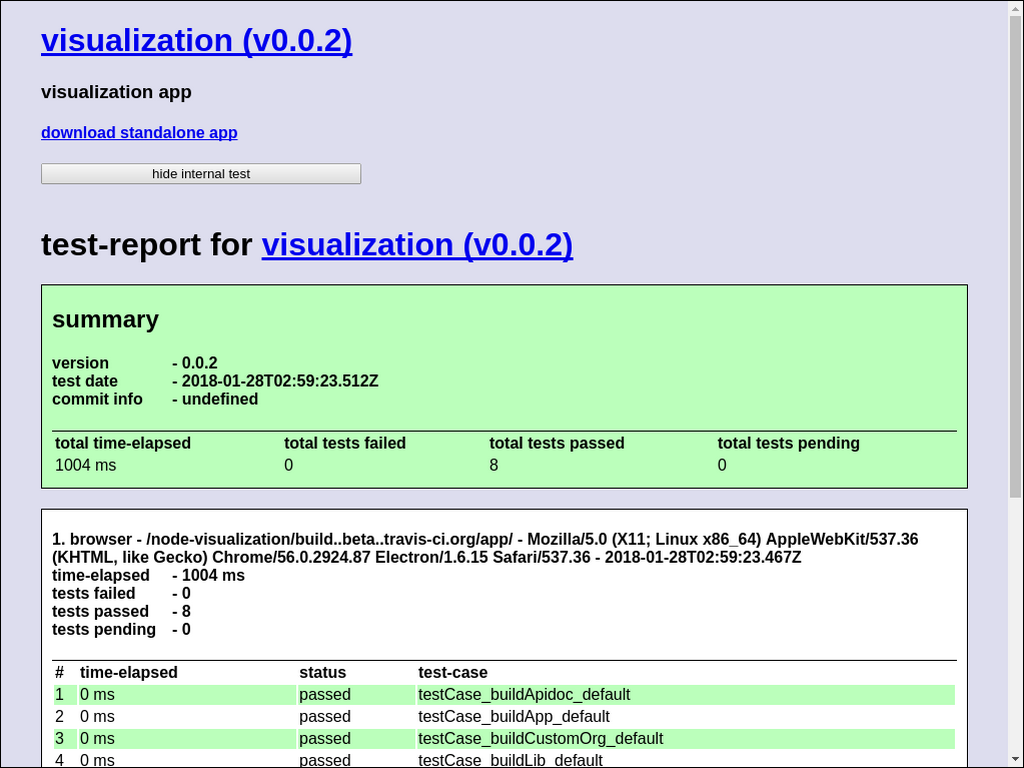 visualization (v0.0.2)
visualization app
download standalone app
hide internal test
test-report for visualization (v0.0.2)
summary
version - 0.0.2
test date - 2018-01-28T02:59:23.512Z
commit info - undefined
total time-elapsed total tests failed total tests passed total tests pending
1004 ms 0 8 0
1. browser - /node-visualization/build..beta..travis-ci.org/app/ - Mozilla/5.0 (X11; Linux x86_64) AppleWebKit/537.36
(KHTML, like Gecko) Chrome/56.0.2924.87 Electron/1.6.15 Safari/537.36 - 2018-01-28T02:59:23.467Z
time-elapsed - 1004 ms
tests failed - 0
tests passed - 8
tests pending - 0
# time-elapsed status test-case
1 0 ms passed testCase_buildApidoc_default
2 0 ms passed testCase_buildApp_default
3 0 ms passed testCase_buildCustomOrg_default
4 0 ms passed testCase_buildLib_default